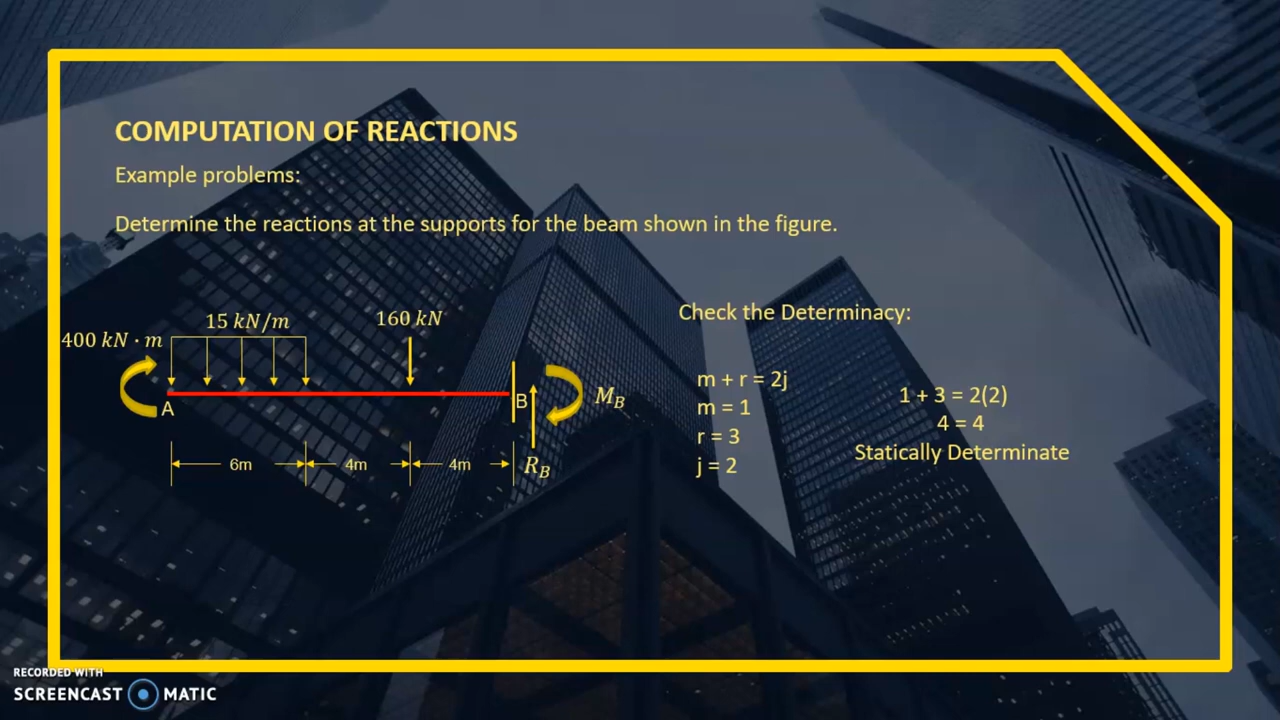 COMPUTATION OF REACTIONS
Example problems:
Determine the reactions at the supports for the beam shown in the figure.
15 kN/m
160 kN
400 kN · m
A
B
M_B
6m
4m
4m
R_B
Check the Determinacy:
m + r = 2j
m = 1
r = 3
j = 2
1 + 3 = 2(2)
4 = 4
Statically Determinate
RECORDED WITH
SCREENCAST MATIC